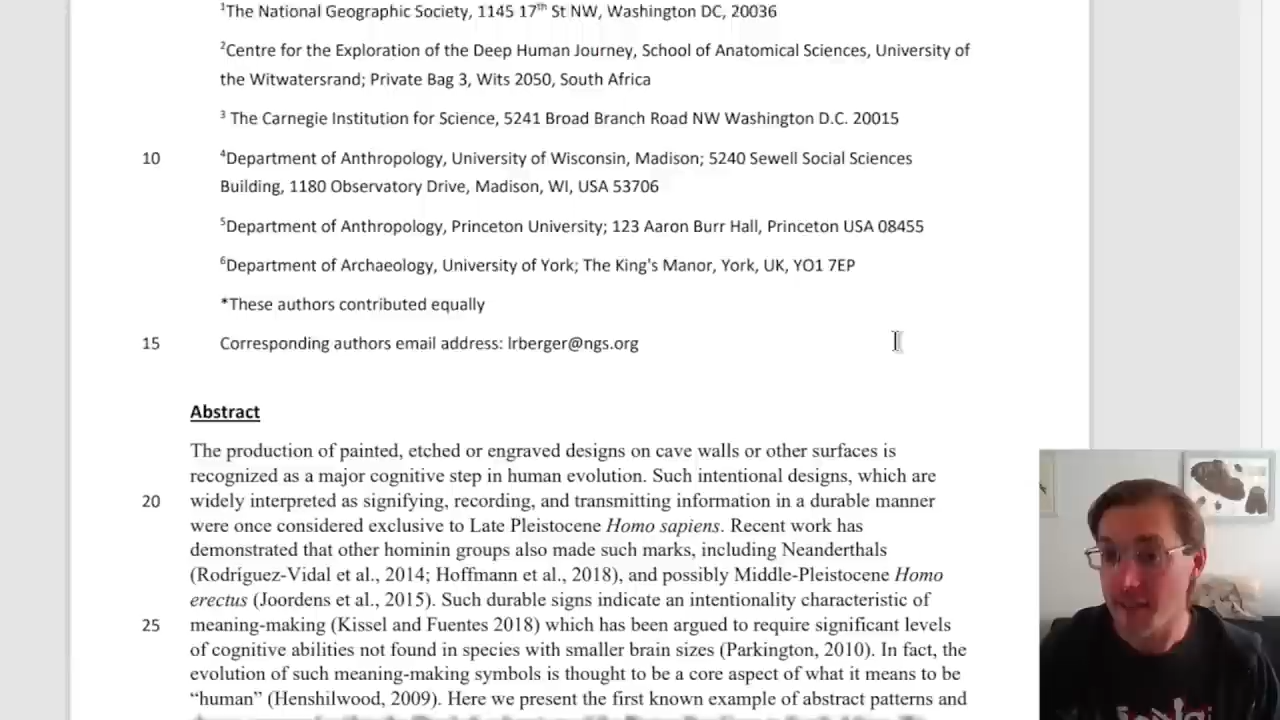 ¹The National Geographic Society, 1145 17th St NW, Washington DC, 20036
²Centre for the Exploration of the Deep Human Journey, School of Anatomical Sciences, University of
the Witwatersrand; Private Bag 3, Wits 2050, South Africa
³ The Carnegie Institution for Science, 5241 Broad Branch Road NW Washington D.C. 20015
10 ⁴Department of Anthropology, University of Wisconsin, Madison; 5240 Sewell Social Sciences
Building, 1180 Observatory Drive, Madison, WI, USA 53706
⁵Department of Anthropology, Princeton University; 123 Aaron Burr Hall, Princeton USA 08455
⁶Department of Archaeology, University of York; The King's Manor, York, UK, YO1 7EP
*These authors contributed equally
15 Corresponding authors email address: lrberger@ngs.org
Abstract
The production of painted, etched or engraved designs on cave walls or other surfaces is
recognized as a major cognitive step in human evolution. Such intentional designs, which are
20 widely interpreted as signifying, recording, and transmitting information in a durable manner
were once considered exclusive to Late Pleistocene Homo sapiens. Recent work has
demonstrated that other hominin groups also made such marks, including Neanderthals
(Rodríguez-Vidal et al., 2014; Hoffmann et al., 2018), and possibly Middle-Pleistocene Homo
erectus (Joordens et al., 2015). Such durable signs indicate an intentionality characteristic of
25 meaning-making (Kissel and Fuentes 2018) which has been argued to require significant levels
of cognitive abilities not found in species with smaller brain sizes (Parkington, 2010). In fact, the
evolution of such meaning-making symbols is thought to be a core aspect of what it means to be
“human” (Henshilwood, 2009). Here we present the first known example of abstract patterns and